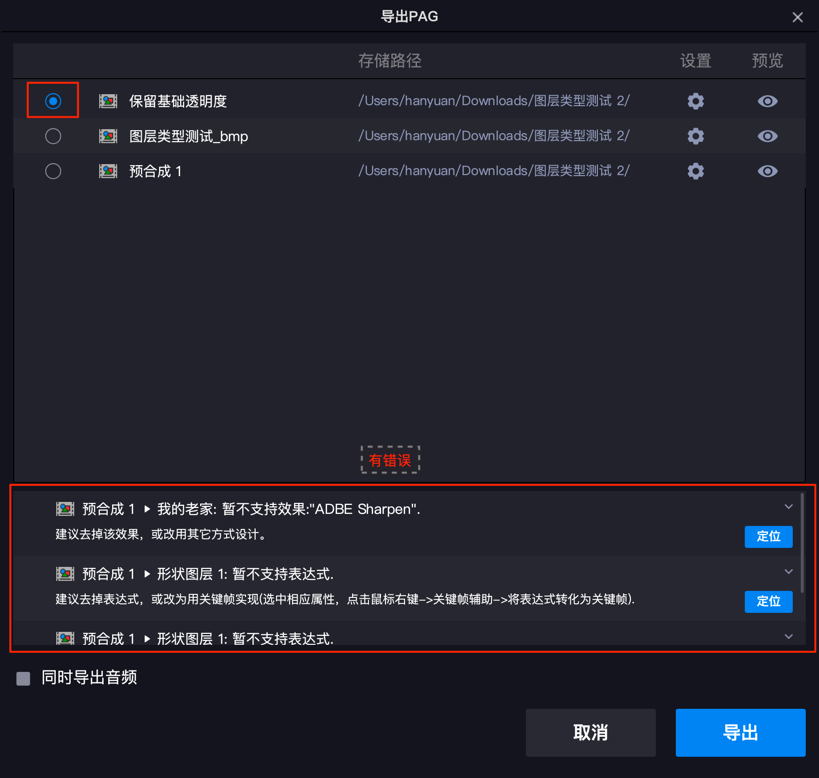 导出PAG
存储路径 设置 预览
保留基础透明度 /Users/hanyuan/Downloads/图层类型测试 2/
图层类型测试_bmp /Users/hanyuan/Downloads/图层类型测试 2/
预合成 1 /Users/hanyuan/Downloads/图层类型测试 2/
有错误
预合成 1 ▶ 我的老家: 暂不支持效果:"ADBE Sharpen".
建议去掉该效果，或改用其它方式设计。
定位
预合成 1 ▶ 形状图层 1: 暂不支持表达式.
建议去掉表达式，或改为用关键帧实现(选中相应属性，点击鼠标右键->关键帧辅助->将表达式转化为关键帧).
定位
预合成 1 ▶ 形状图层 1: 暂不支持表达式.
同时导出音频
取消 导出